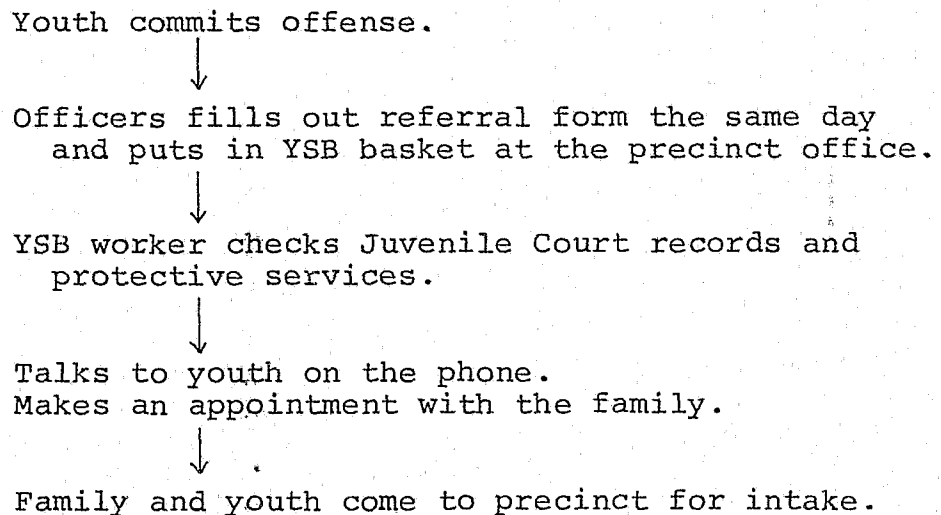 Youth commits offense.
Officers fills out referral form the same day
and puts in YSB basket at the precinct office.
YSB worker checks Juvenile Court records and
protective services.
Talks to youth on the phone.
Makes an appointment with the family.
Family and youth come to precinct for intake.